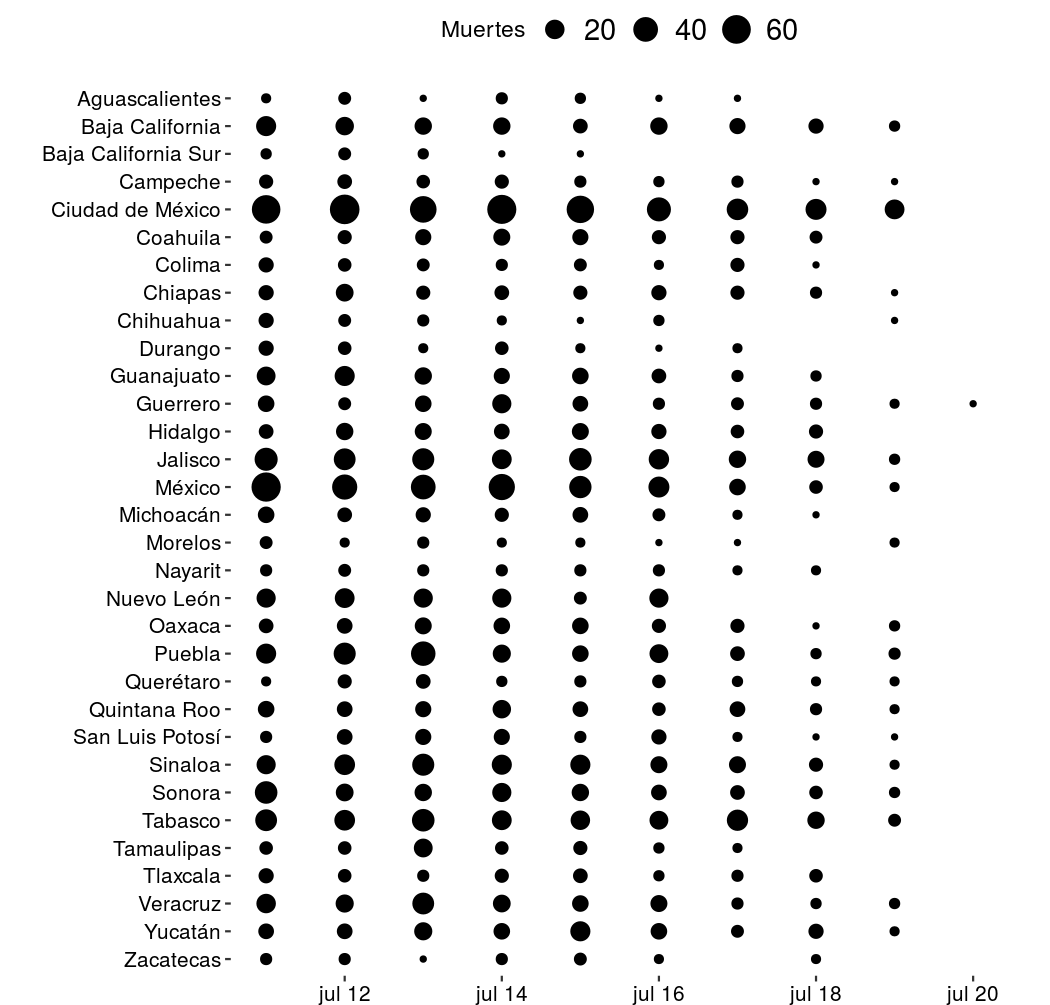 Muertes 20 40 60
Aguascalientes
Baja California
Baja California Sur
Campeche
Ciudad de México
Coahuila
Colima
Chiapas
Chihuahua
Durango
Guanajuato
Guerrero
Hidalgo
Jalisco
México
Michoacán
Morelos
Nayarit
Nuevo León
Oaxaca
Puebla
Querétaro
Quintana Roo
San Luis Potosí
Sinaloa
Sonora
Tabasco
Tamaulipas
Tlaxcala
Veracruz
Yucatán
Zacatecas
jul 12 jul 14 jul 16 jul 18 jul 20